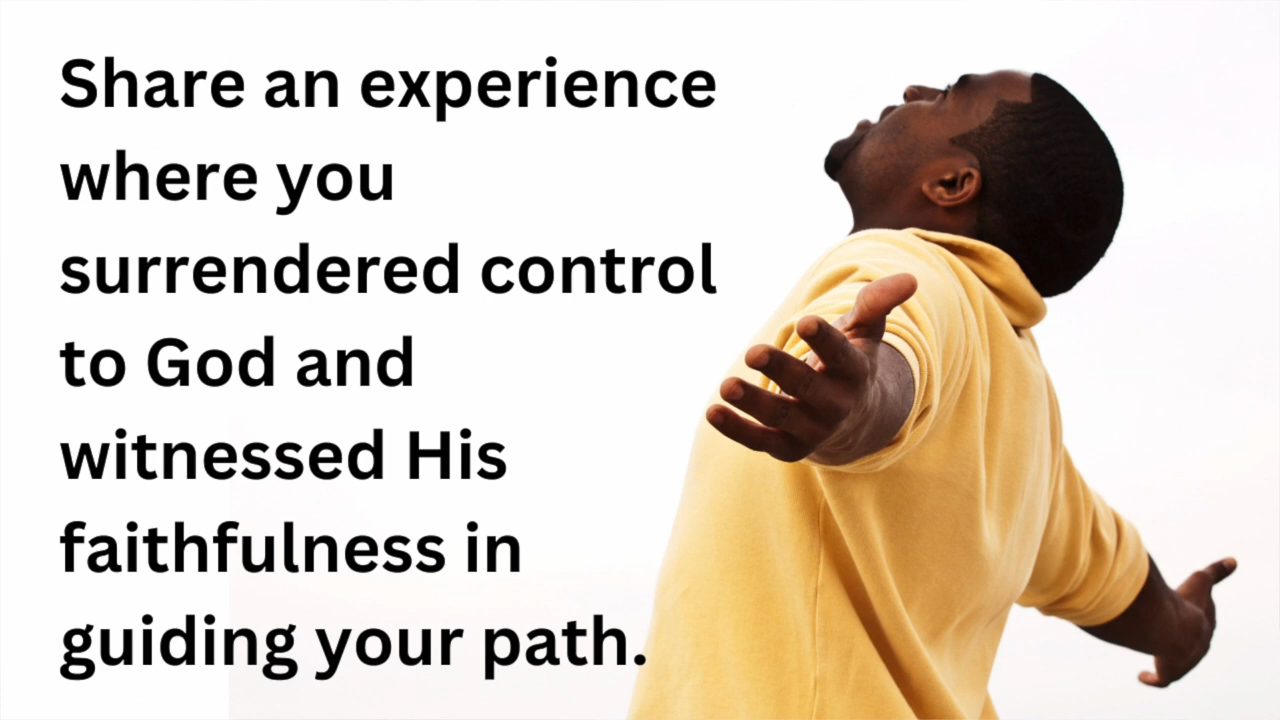 Share an experience
where you
surrendered control
to God and
witnessed His
faithfulness in
guiding your path.